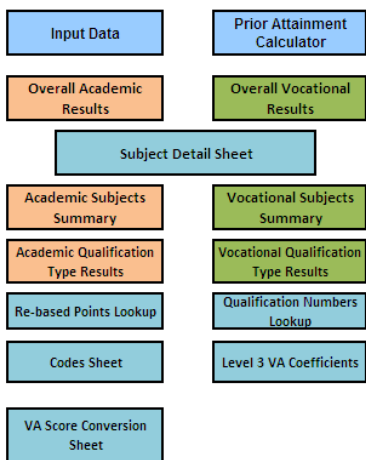 Input Data
Prior Attainment
Calculator
Overall Academic
Results
Overall Vocational
Results
Subject Detail Sheet
Academic Subjects
Summary
Vocational Subjects
Summary
Academic Qualification
Type Results
Vocational Qualification
Type Results
Re-based Points Lookup
Qualification Numbers
Lookup
Codes Sheet
Level 3 VA Coefficients
VA Score Conversion
Sheet